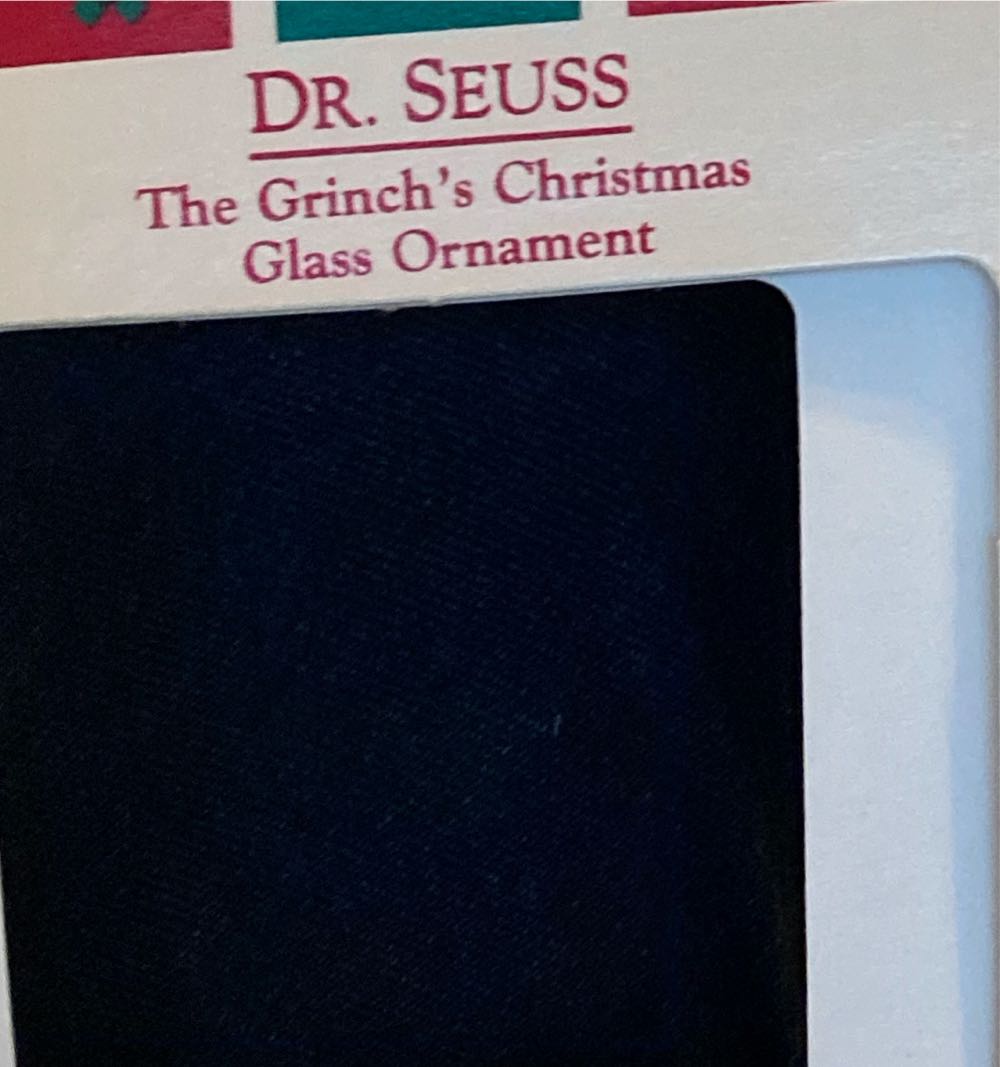 DR. SEUSS
The Grinch's Christmas
Glass Ornament